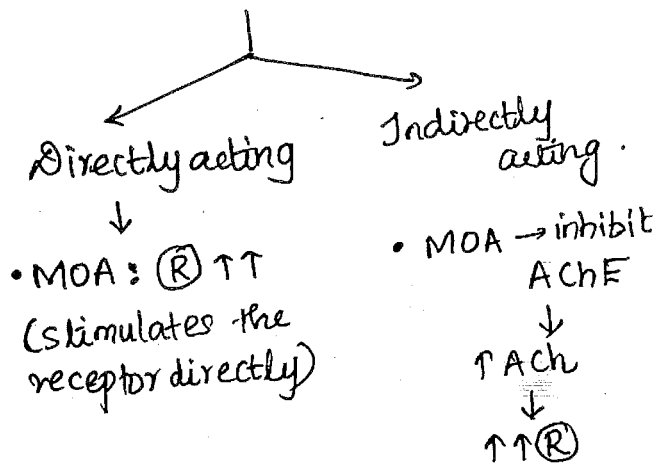 Directly acting
↓
• MOA : Ⓡ ↑↑
(stimulates the
receptor directly)
Indirectly
acting.
• MOA → inhibit
AChE
↓
↑ ACh
↓
↑↑Ⓡ